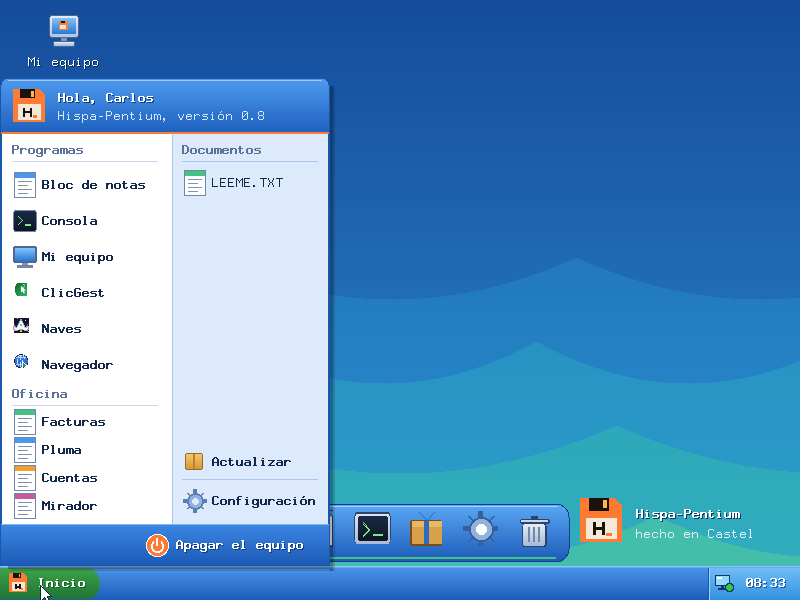 Mi equipo
Hola, Carlos
Hispa-Pentium, versión 0.8
Programas
Bloc de notas
Consola
Mi equipo
ClicGest
Naves
Navegador
Oficina
Facturas
Pluma
Cuentas
Mirador
Documentos
LEEME.TXT
Actualizar
Configuración
Apagar el equipo
H.
Hispa-Pentium
hecho en Castel
Inicio
08:33